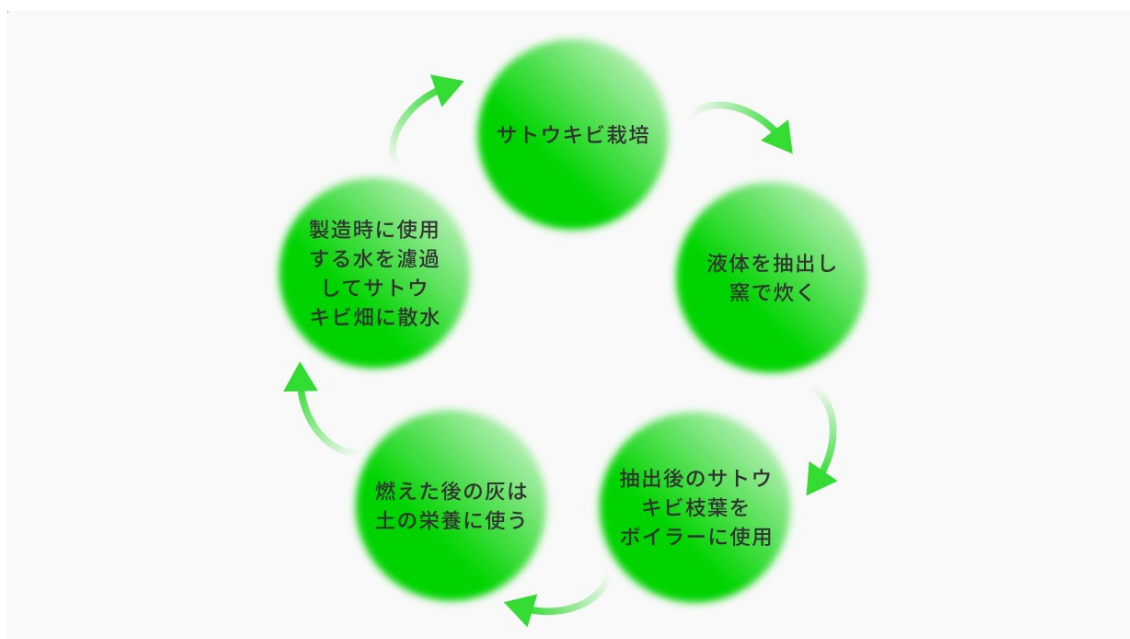 サトウキビ栽培
液体を抽出し
窯で炊く
抽出後のサトウ
キビ枝葉を
ボイラーに使用
燃えた後の灰は
土の栄養に使う
製造時に使用
する水を濾過
してサトウ
キビ畑に散水